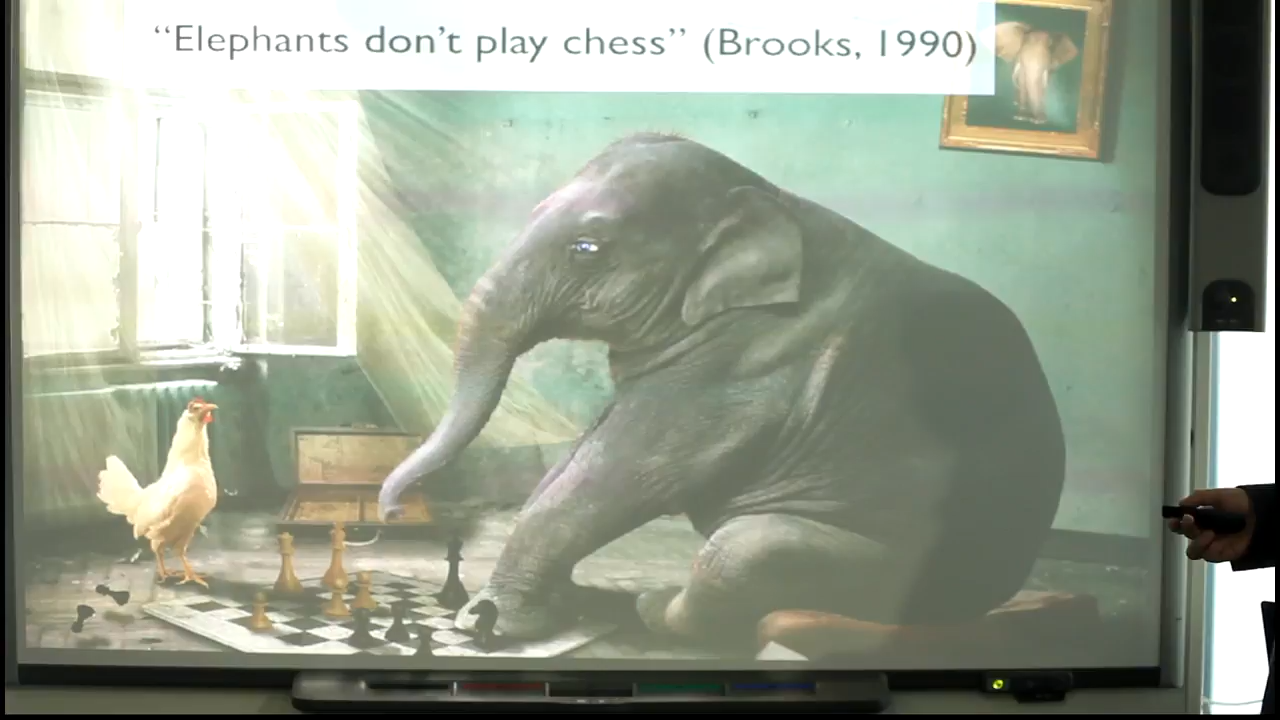 “Elephants don’t play chess” (Brooks, 1990)